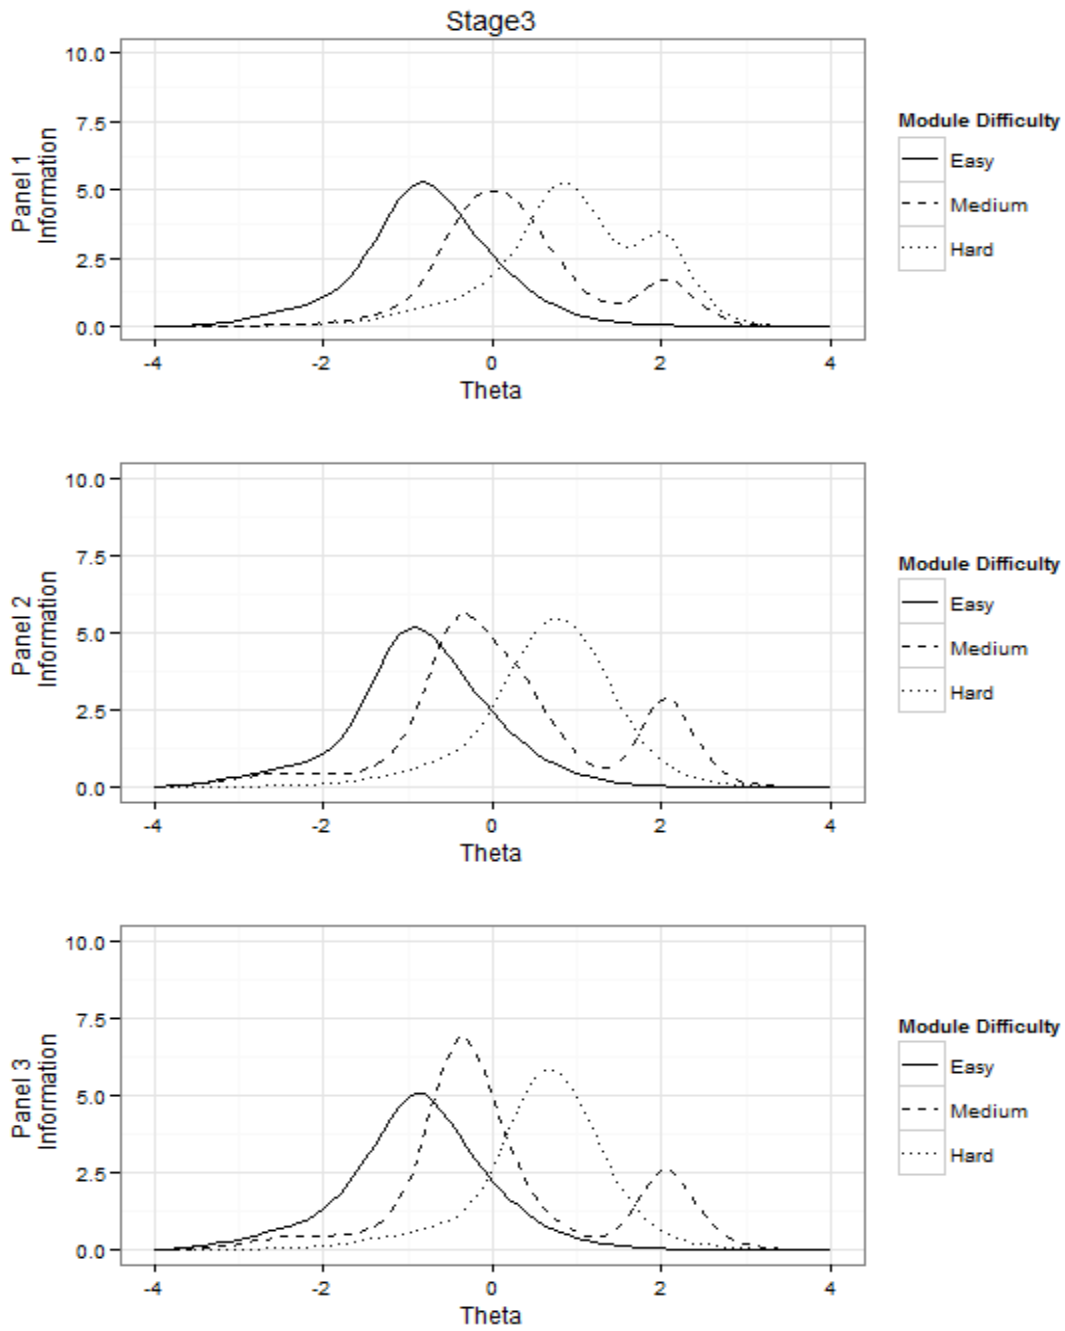 Stage3
Panel 1
Information
10.0
7.5
5.0
2.5
0.0
-4
-2
0
2
4
Theta
Module Difficulty
Easy
Medium
Hard
Panel 2
Information
10.0
7.5
5.0
2.5
0.0
-4
-2
0
2
4
Theta
Module Difficulty
Easy
Medium
Hard
Panel 3
Information
10.0
7.5
5.0
2.5
0.0
-4
-2
0
2
4
Theta
Module Difficulty
Easy
Medium
Hard